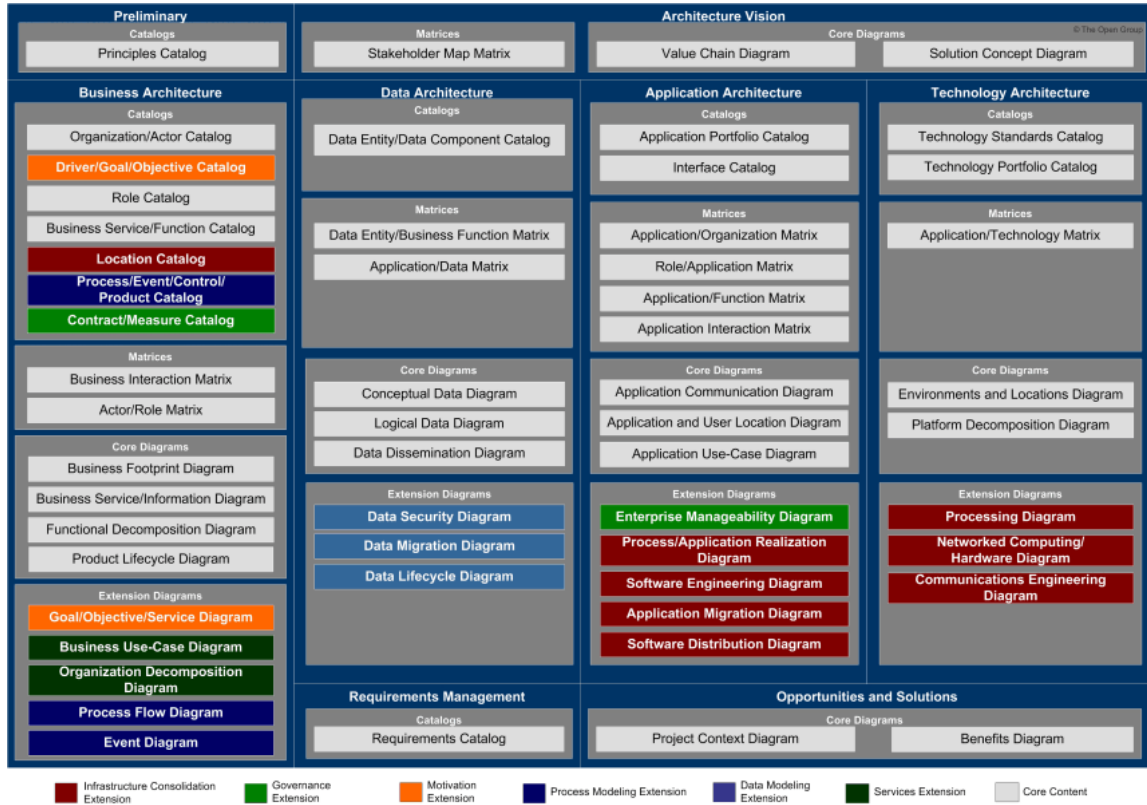 Preliminary
Catalogs
Principles Catalog
Architecture Vision
© The Open Group
Matrices
Stakeholder Map Matrix
Core Diagrams
Value Chain Diagram
Solution Concept Diagram
Business Architecture
Catalogs
Organization/Actor Catalog
Driver/Goal/Objective Catalog
Role Catalog
Business Service/Function Catalog
Location Catalog
Process/Event/Control/
Product Catalog
Contract/Measure Catalog
Matrices
Business Interaction Matrix
Actor/Role Matrix
Core Diagrams
Business Footprint Diagram
Business Service/Information Diagram
Functional Decomposition Diagram
Product Lifecycle Diagram
Extension Diagrams
Goal/Objective/Service Diagram
Business Use-Case Diagram
Organization Decomposition
Diagram
Process Flow Diagram
Event Diagram
Data Architecture
Catalogs
Data Entity/Data Component Catalog
Matrices
Data Entity/Business Function Matrix
Application/Data Matrix
Core Diagrams
Conceptual Data Diagram
Logical Data Diagram
Data Dissemination Diagram
Extension Diagrams
Data Security Diagram
Data Migration Diagram
Data Lifecycle Diagram
Application Architecture
Catalogs
Application Portfolio Catalog
Interface Catalog
Matrices
Application/Organization Matrix
Role/Application Matrix
Application/Function Matrix
Application Interaction Matrix
Core Diagrams
Application Communication Diagram
Application and User Location Diagram
Application Use-Case Diagram
Extension Diagrams
Enterprise Manageability Diagram
Process/Application Realization
Diagram
Software Engineering Diagram
Application Migration Diagram
Software Distribution Diagram
Technology Architecture
Catalogs
Technology Standards Catalog
Technology Portfolio Catalog
Matrices
Application/Technology Matrix
Core Diagrams
Environments and Locations Diagram
Platform Decomposition Diagram
Extension Diagrams
Processing Diagram
Networked Computing/
Hardware Diagram
Communications Engineering
Diagram
Requirements Management
Catalogs
Requirements Catalog
Opportunities and Solutions
Core Diagrams
Project Context Diagram
Benefits Diagram
Infrastructure Consolidation
Extension
Governance
Extension
Motivation
Extension
Process Modeling Extension
Data Modeling
Extension
Services Extension
Core Content